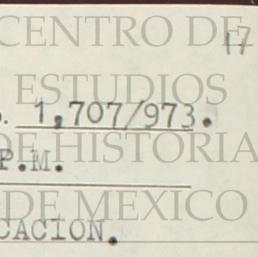 CENTRO DE
17
ESTUDIOS
. 1,707/973.
DE HISTORIA
P.M.
DE MEXICO
CACION.